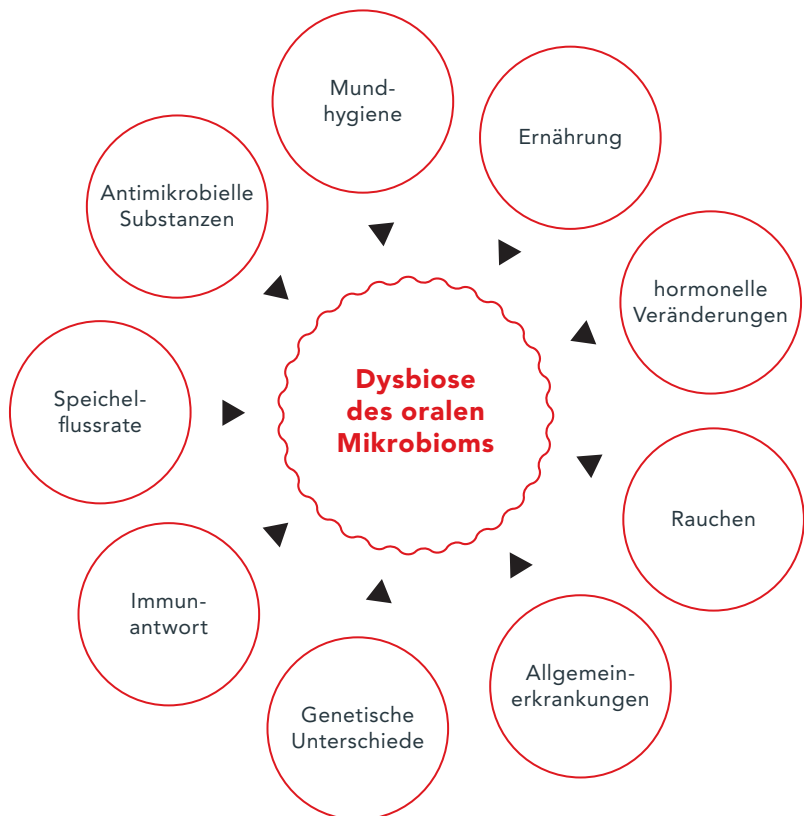 Mund-
hygiene
Ernährung
Antimikrobielle
Substanzen
hormonelle
Veränderungen
Speichel-
flussrate
Dysbiose
des oralen
Mikrobioms
Rauchen
Immun-
antwort
Allgemein-
erkrankungen
Genetische
Unterschiede